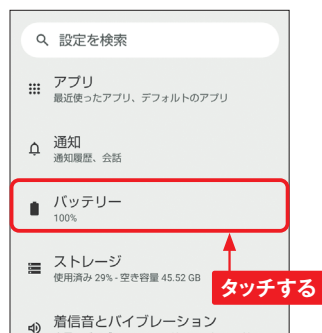 設定を検索
アプリ
最近使ったアプリ、デフォルトのアプリ
通知
通知履歴、会話
バッテリー
100%
ストレージ
使用済み 29% - 空き容量 45.52 GB
タッチする
着信音とバイブレーション